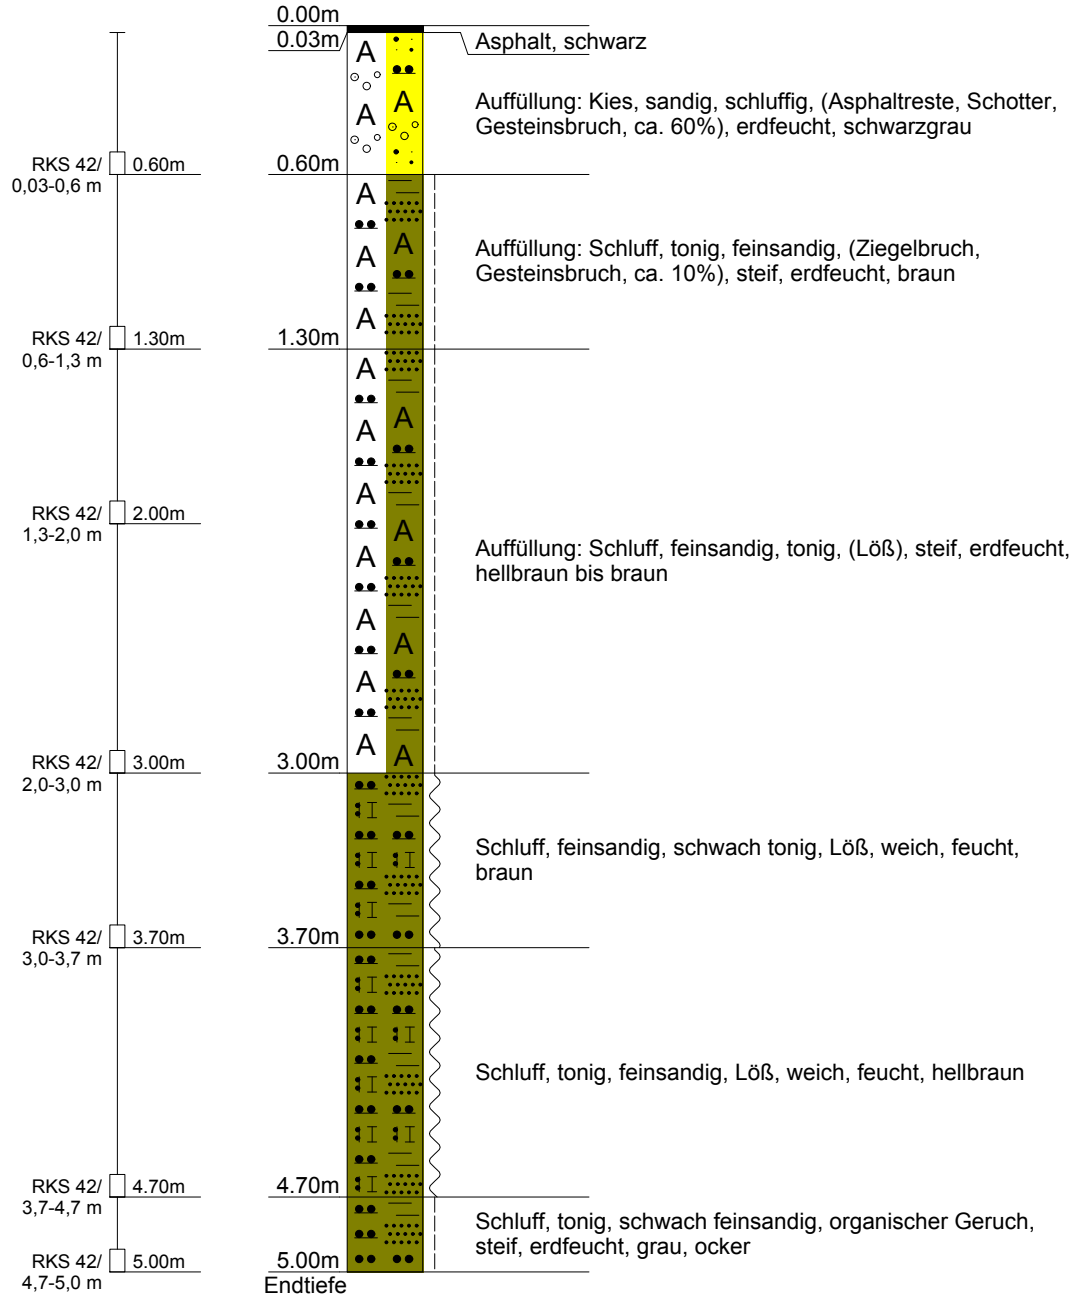 0.00m
0.03m
Asphalt, schwarz
A
A
A
Auffüllung: Kies, sandig, schluffig, (Asphaltreste, Schotter,
Gesteinsbruch, ca. 60%), erdfeucht, schwarzgrau
RKS 42/
0,03-0,6 m
0.60m
0.60m
A
A
A
A
Auffüllung: Schluff, tonig, feinsandig, (Ziegelbruch,
Gesteinsbruch, ca. 10%), steif, erdfeucht, braun
RKS 42/
0,6-1,3 m
1.30m
1.30m
A
A
A
A
A
RKS 42/
1,3-2,0 m
2.00m
A
A
A
A
A
A
Auffüllung: Schluff, feinsandig, tonig, (Löß), steif, erdfeucht,
hellbraun bis braun
RKS 42/
2,0-3,0 m
3.00m
3.00m
Schluff, feinsandig, schwach tonig, Löß, weich, feucht,
braun
RKS 42/
3,0-3,7 m
3.70m
3.70m
Schluff, tonig, feinsandig, Löß, weich, feucht, hellbraun
RKS 42/
3,7-4,7 m
4.70m
4.70m
Schluff, tonig, schwach feinsandig, organischer Geruch,
steif, erdfeucht, grau, ocker
RKS 42/
4,7-5,0 m
5.00m
5.00m
Endtiefe